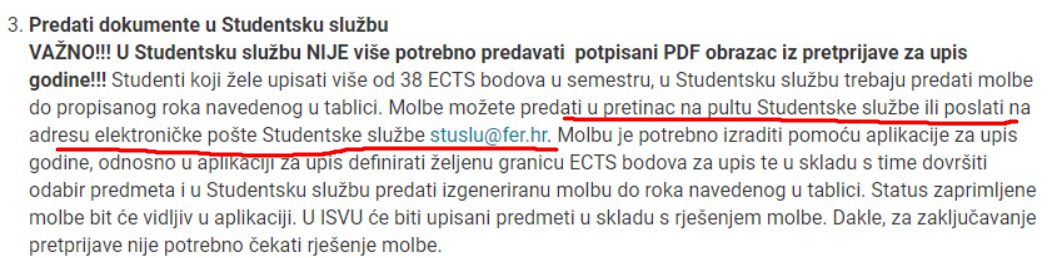 3. Predati dokumente u Studentsku službu
VAŽNO!!! U Studentsku službu NIJE više potrebno predavati  potpisani PDF obrazac iz pretprijave za upis
godine!!! Studenti koji žele upisati više od 38 ECTS bodova u semestru, u Studentsku službu trebaju predati molbe
do propisanog roka navedenog u tablici. Molbe možete predati u pretinac na pultu Studentske službe ili poslati na
adresu elektroničke pošte Studentske službe stuslu@fer.hr. Molbu je potrebno izraditi pomoću aplikacije za upis
godine, odnosno u aplikaciji za upis definirati željenu granicu ECTS bodova za upis te u skladu s time dovršiti
odabir predmeta i u Studentsku službu predati izgeneriranu molbu do roka navedenog u tablici. Status zaprimljene
molbe bit će vidljiv u aplikaciji. U ISVU će biti upisani predmeti u skladu s rješenjem molbe. Dakle, za zaključavanje
pretprijave nije potrebno čekati rješenje molbe.